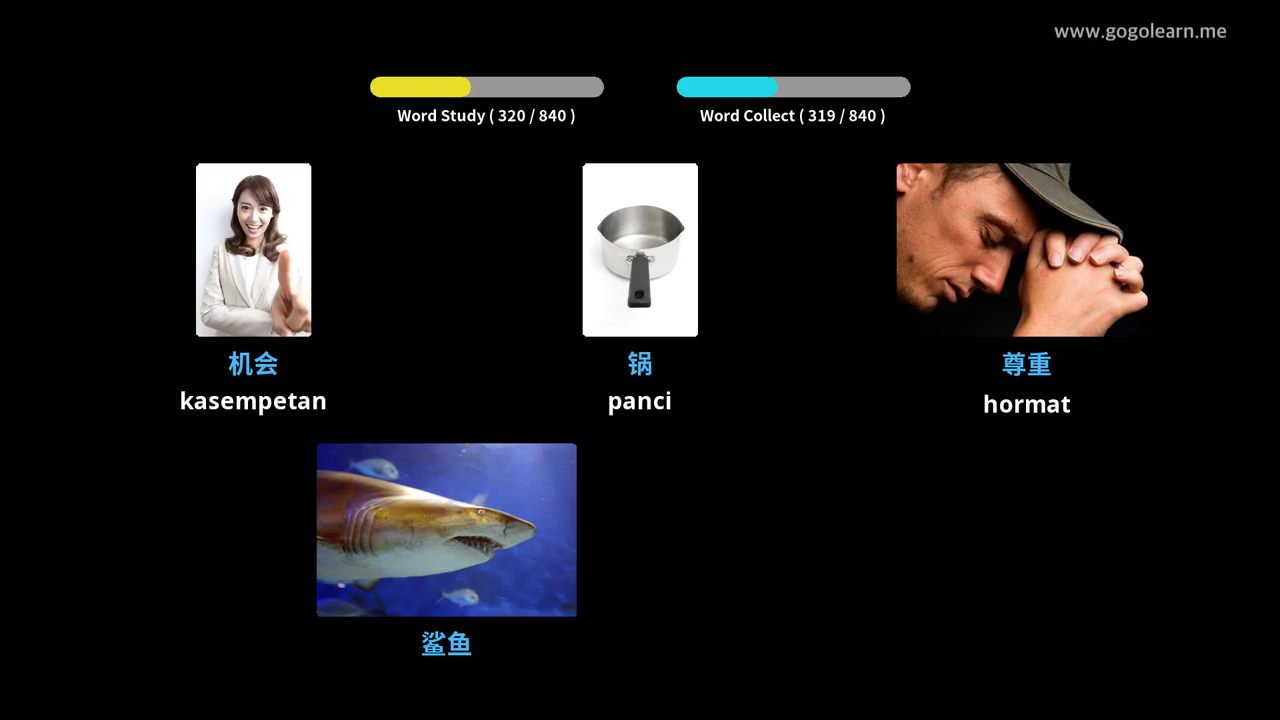 www.gogolearn.me
Word Study ( 320 / 840 )
Word Collect ( 319 / 840 )
机会
kasempetan
锅
panci
尊重
hormat
鲨鱼